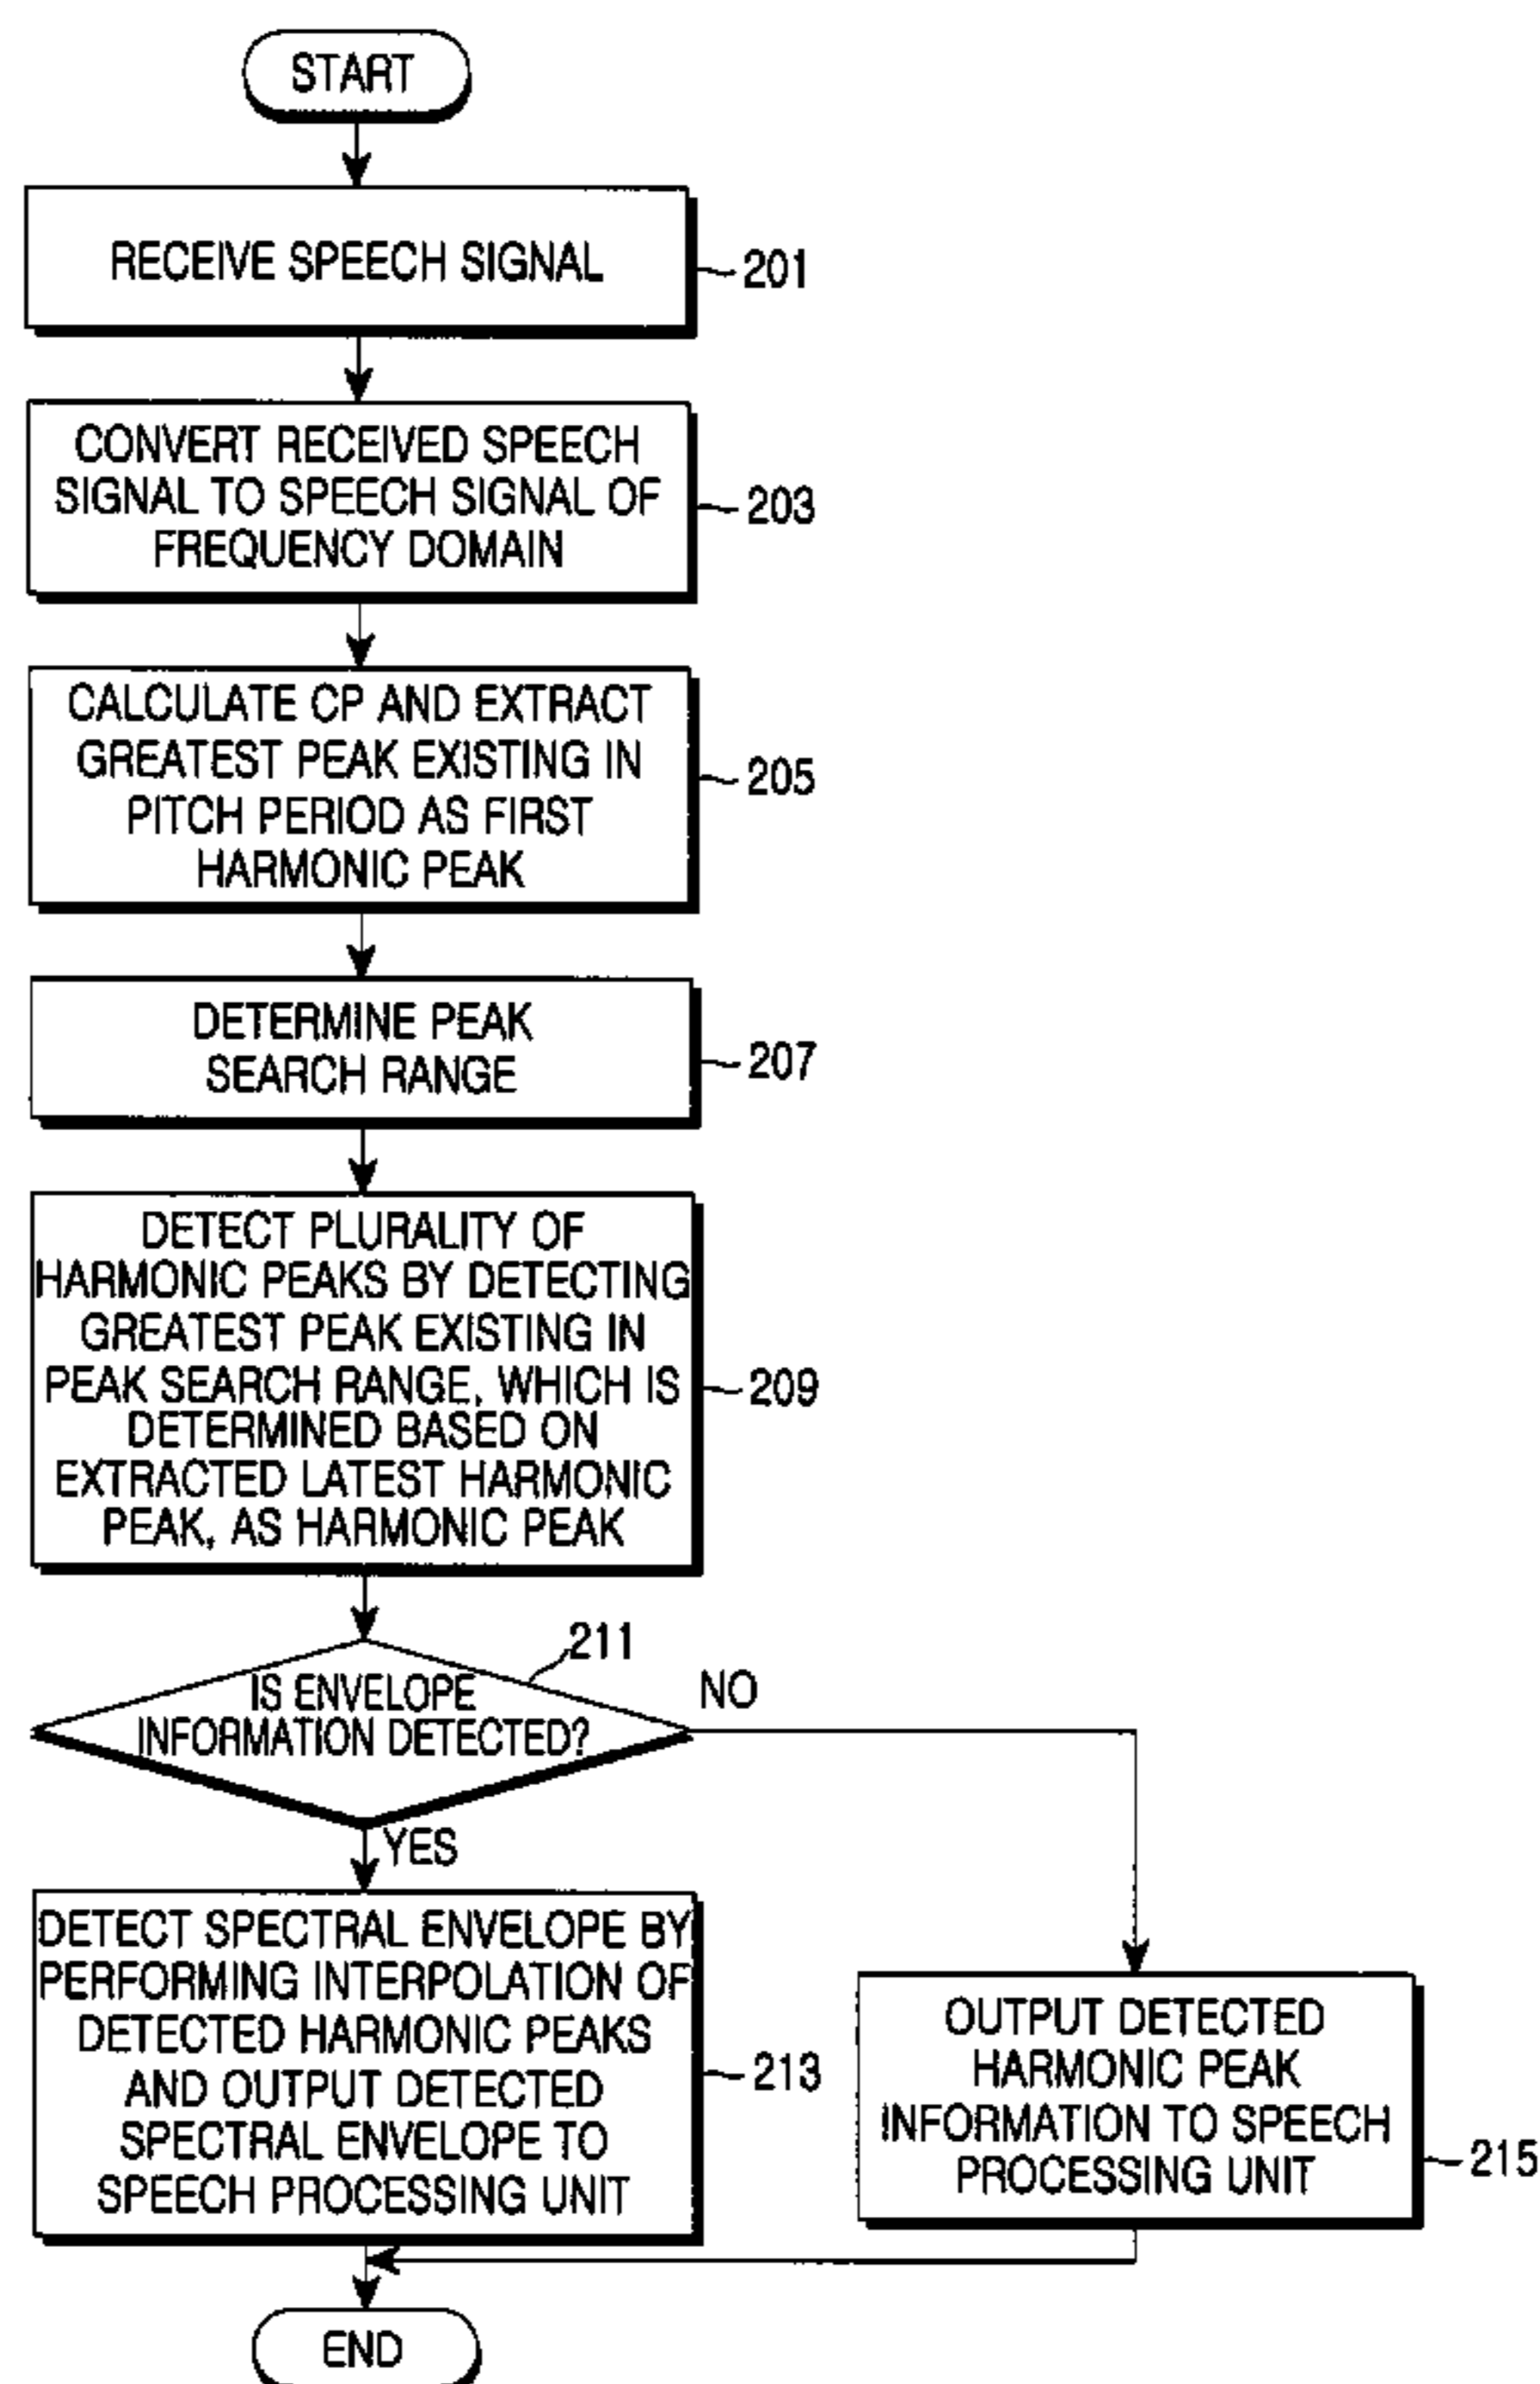 START
RECEIVE SPEECH SIGNAL
201
CONVERT RECEIVED SPEECH
SIGNAL TO SPEECH SIGNAL OF
FREQUENCY DOMAIN
203
CALCULATE CP AND EXTRACT
GREATEST PEAK EXISTING IN
PITCH PERIOD AS FIRST
HARMONIC PEAK
205
DETERMINE PEAK
SEARCH RANGE
207
DETECT PLURALITY OF
HARMONIC PEAKS BY DETECTING
GREATEST PEAK EXISTING IN
PEAK SEARCH RANGE, WHICH IS
DETERMINED BASED ON
EXTRACTED LATEST HARMONIC
PEAK, AS HARMONIC PEAK
209
211
IS ENVELOPE
INFORMATION DETECTED?
NO
YES
DETECT SPECTRAL ENVELOPE BY
PERFORMING INTERPOLATION OF
DETECTED HARMONIC PEAKS
AND OUTPUT DETECTED
SPECTRAL ENVELOPE TO
SPEECH PROCESSING UNIT
213
OUTPUT DETECTED
HARMONIC PEAK
INFORMATION TO SPEECH
PROCESSING UNIT
215
END